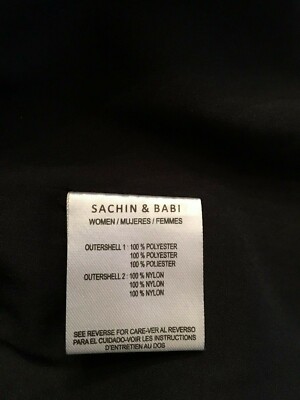 SACHIN & BABI
WOMEN / MUJERES / FEMMES
OUTERSHELL 1 : 100 % POLYESTER
100 % POLYESTER
100 % POLIESTER
OUTERSHELL 2 : 100 % NYLON
100 % NYLON
100 % NYLON
SEE REVERSE FOR CARE-VER AL REVERSO
PARA EL CUIDADO-VOIR LES INSTRUCTIONS
D'ENTRETIEN AU DOS